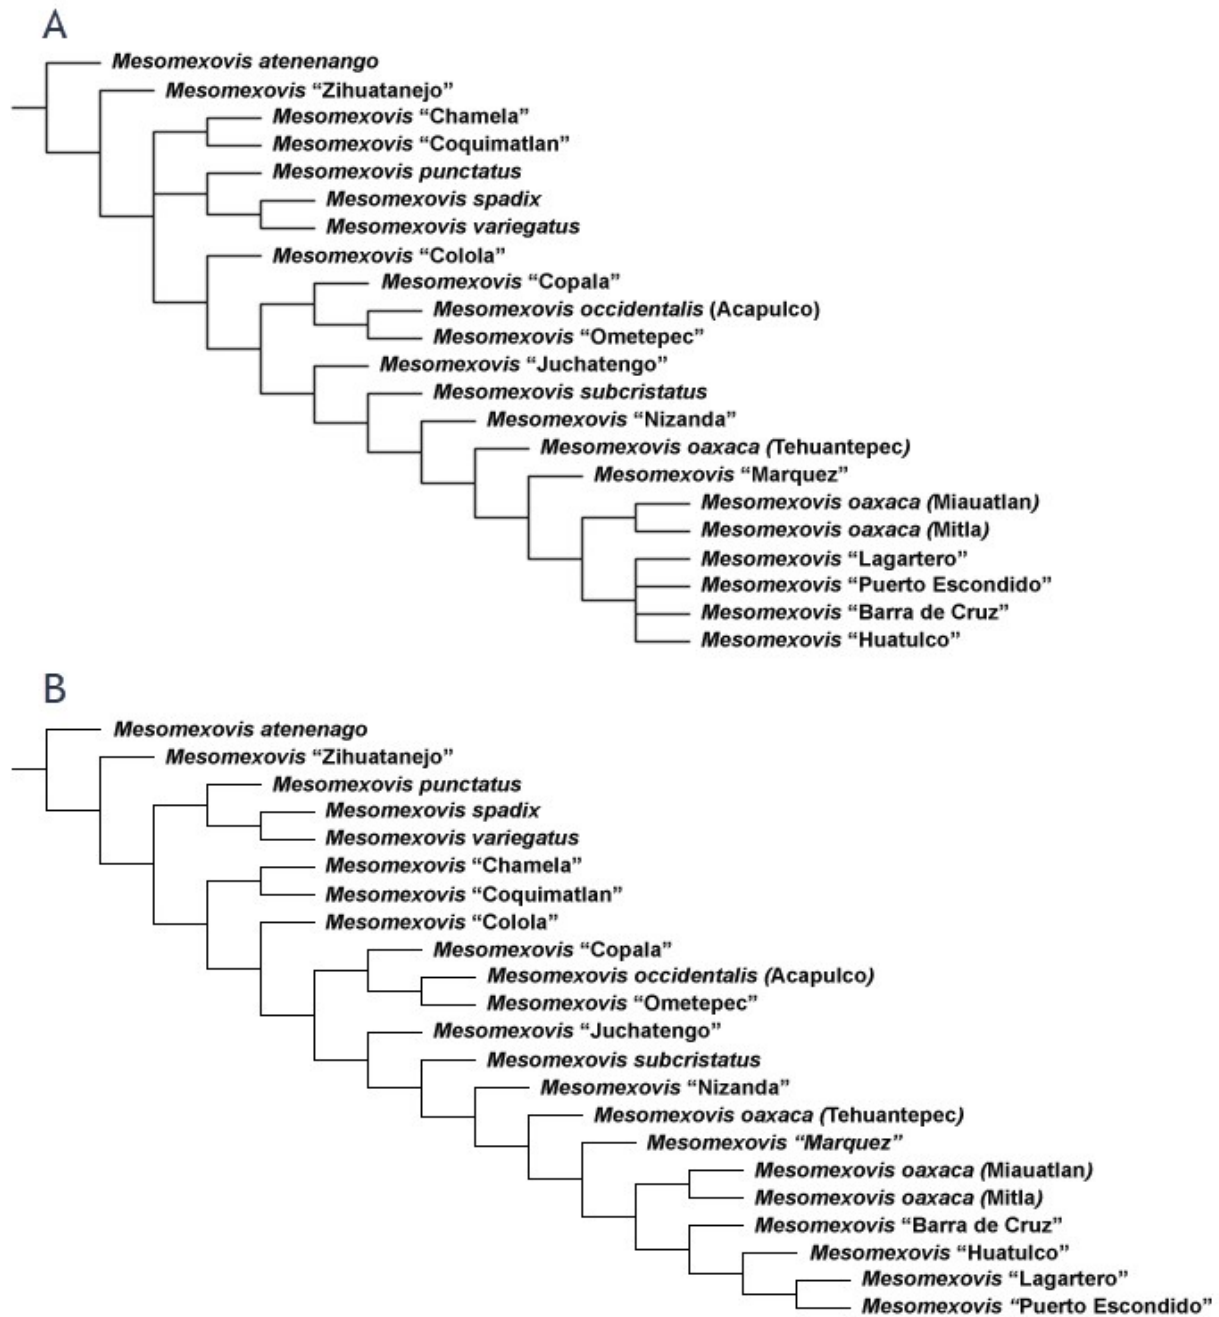 A
Mesomexovis atenenango
Mesomexovis “Zihuatanejo”
Mesomexovis “Chamela”
Mesomexovis “Coquimatlan”
Mesomexovis punctatus
Mesomexovis spadix
Mesomexovis variegatus
Mesomexovis “Colola”
Mesomexovis “Copala”
Mesomexovis occidentalis (Acapulco)
Mesomexovis “Ometepec”
Mesomexovis “Juchatengo”
Mesomexovis subcristatus
Mesomexovis “Nizanda”
Mesomexovis oaxaca (Tehuantepec)
Mesomexovis “Marquez”
Mesomexovis oaxaca (Miauatlan)
Mesomexovis oaxaca (Mitla)
Mesomexovis “Lagartero”
Mesomexovis “Puerto Escondido”
Mesomexovis “Barra de Cruz”
Mesomexovis “Huatulco”
B
Mesomexovis atenenago
Mesomexovis “Zihuatanejo”
Mesomexovis punctatus
Mesomexovis spadix
Mesomexovis variegatus
Mesomexovis “Chamela”
Mesomexovis “Coquimatlan”
Mesomexovis “Colola”
Mesomexovis “Copala”
Mesomexovis occidentalis (Acapulco)
Mesomexovis “Ometepec”
Mesomexovis “Juchatengo”
Mesomexovis subcristatus
Mesomexovis “Nizanda”
Mesomexovis oaxaca (Tehuantepec)
Mesomexovis “Marquez”
Mesomexovis oaxaca (Miauatlan)
Mesomexovis oaxaca (Mitla)
Mesomexovis “Barra de Cruz”
Mesomexovis “Huatulco”
Mesomexovis “Lagartero”
Mesomexovis “Puerto Escondido”